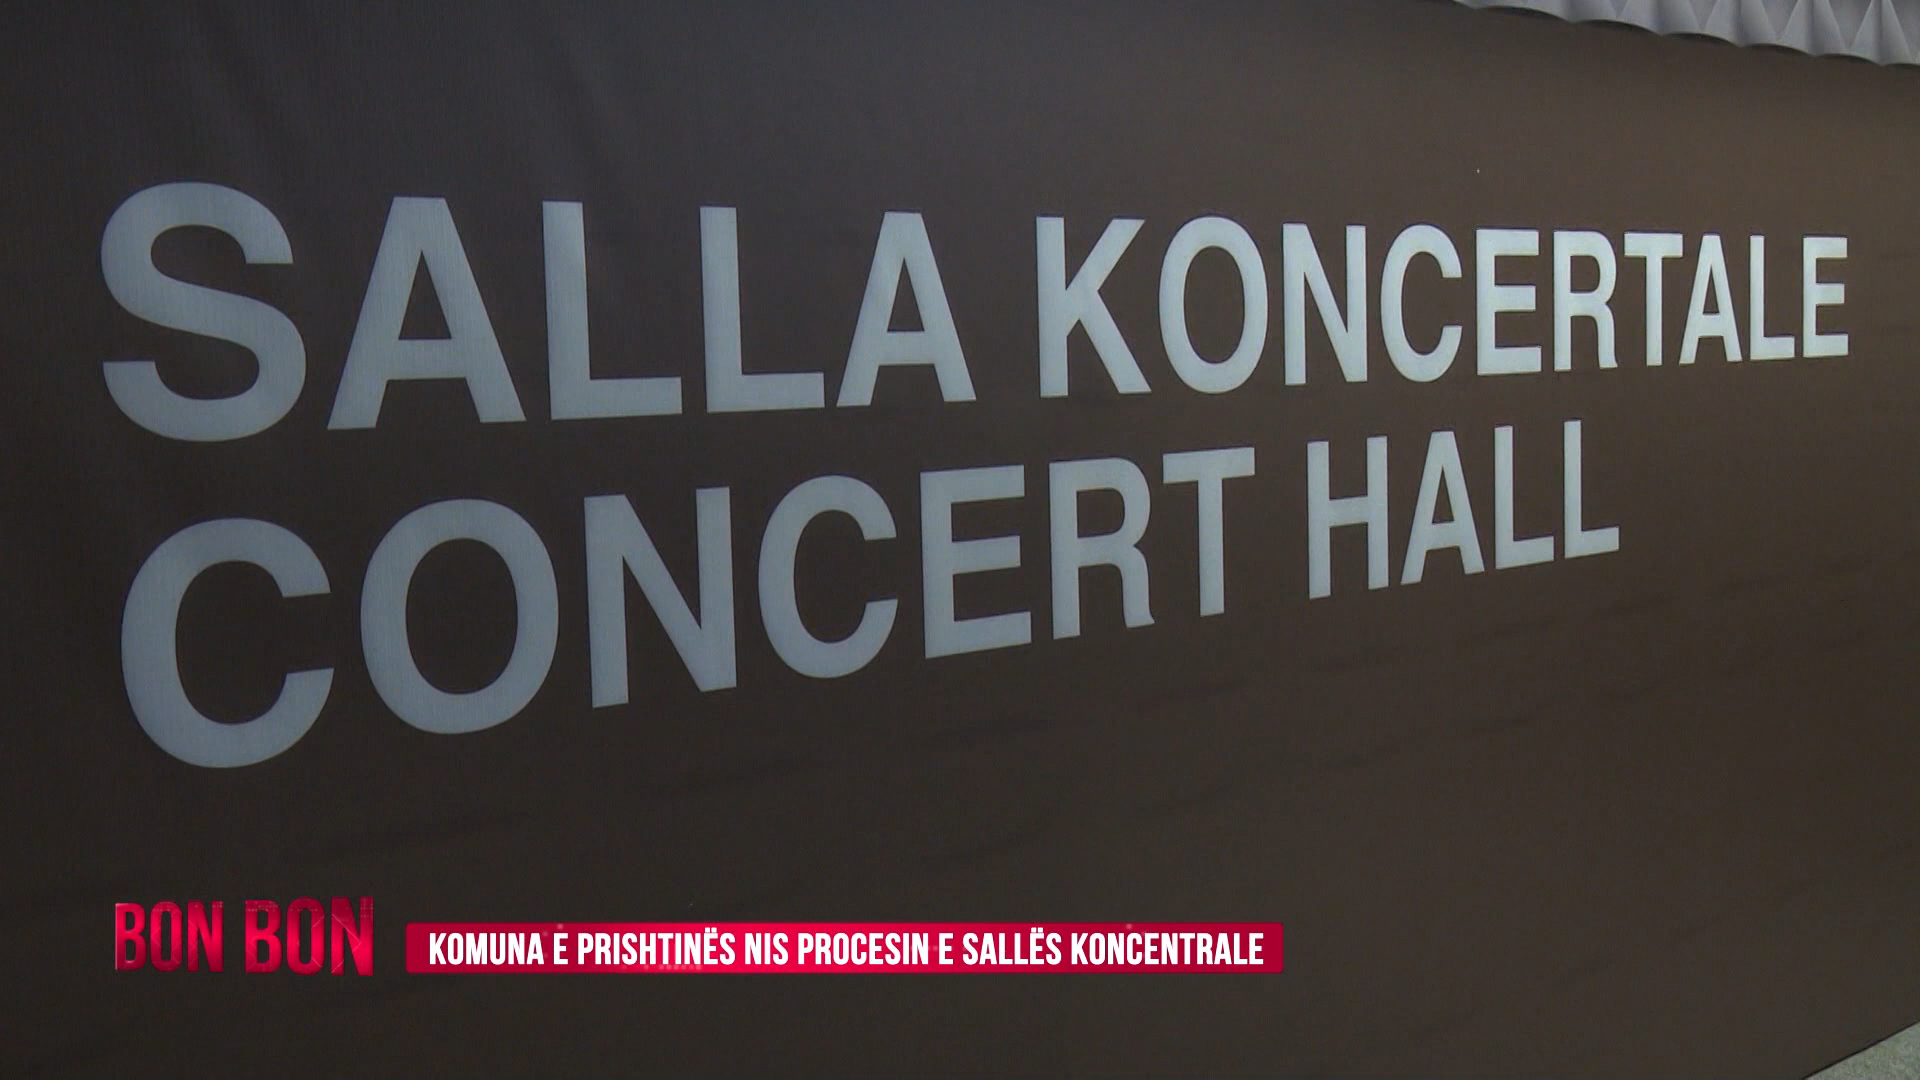 SALLA KONCERTALE
CONCERT HALL
BON BON
KOMUNA E PRISHTINËS NIS PROCESIN E SALLËS KONCENTRALE